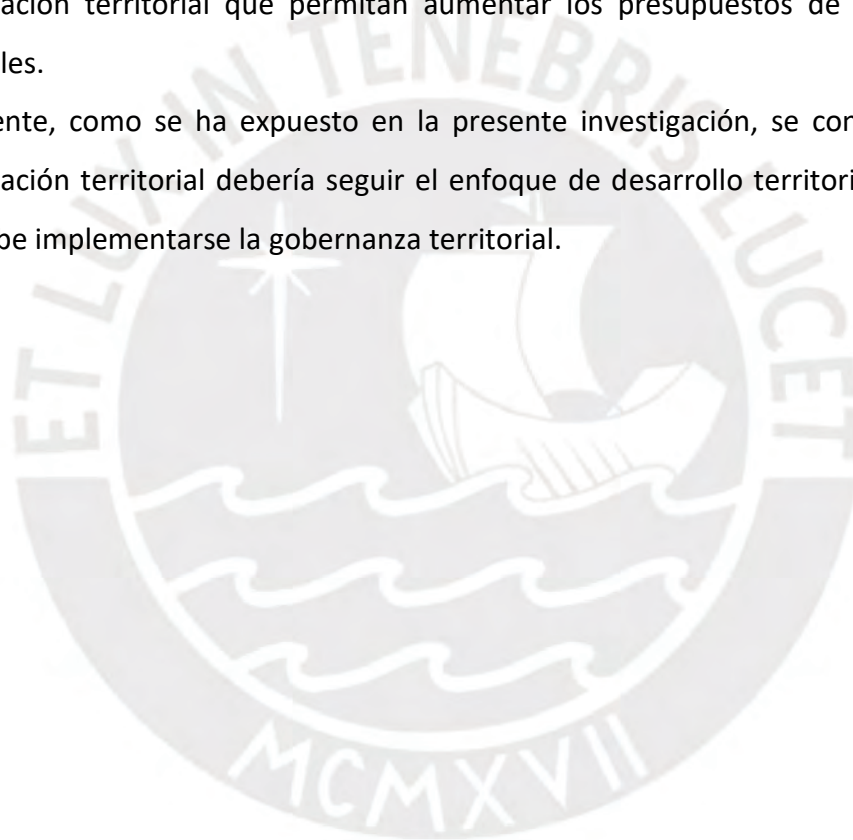 ación territorial que permitan aumentar los presupuestos de
les.
ente, como se ha expuesto en la presente investigación, se con
ación territorial debería seguir el enfoque de desarrollo territori
be implementarse la gobernanza territorial.
ET LUX IN TENEBRIS LUCET
MCMXVII